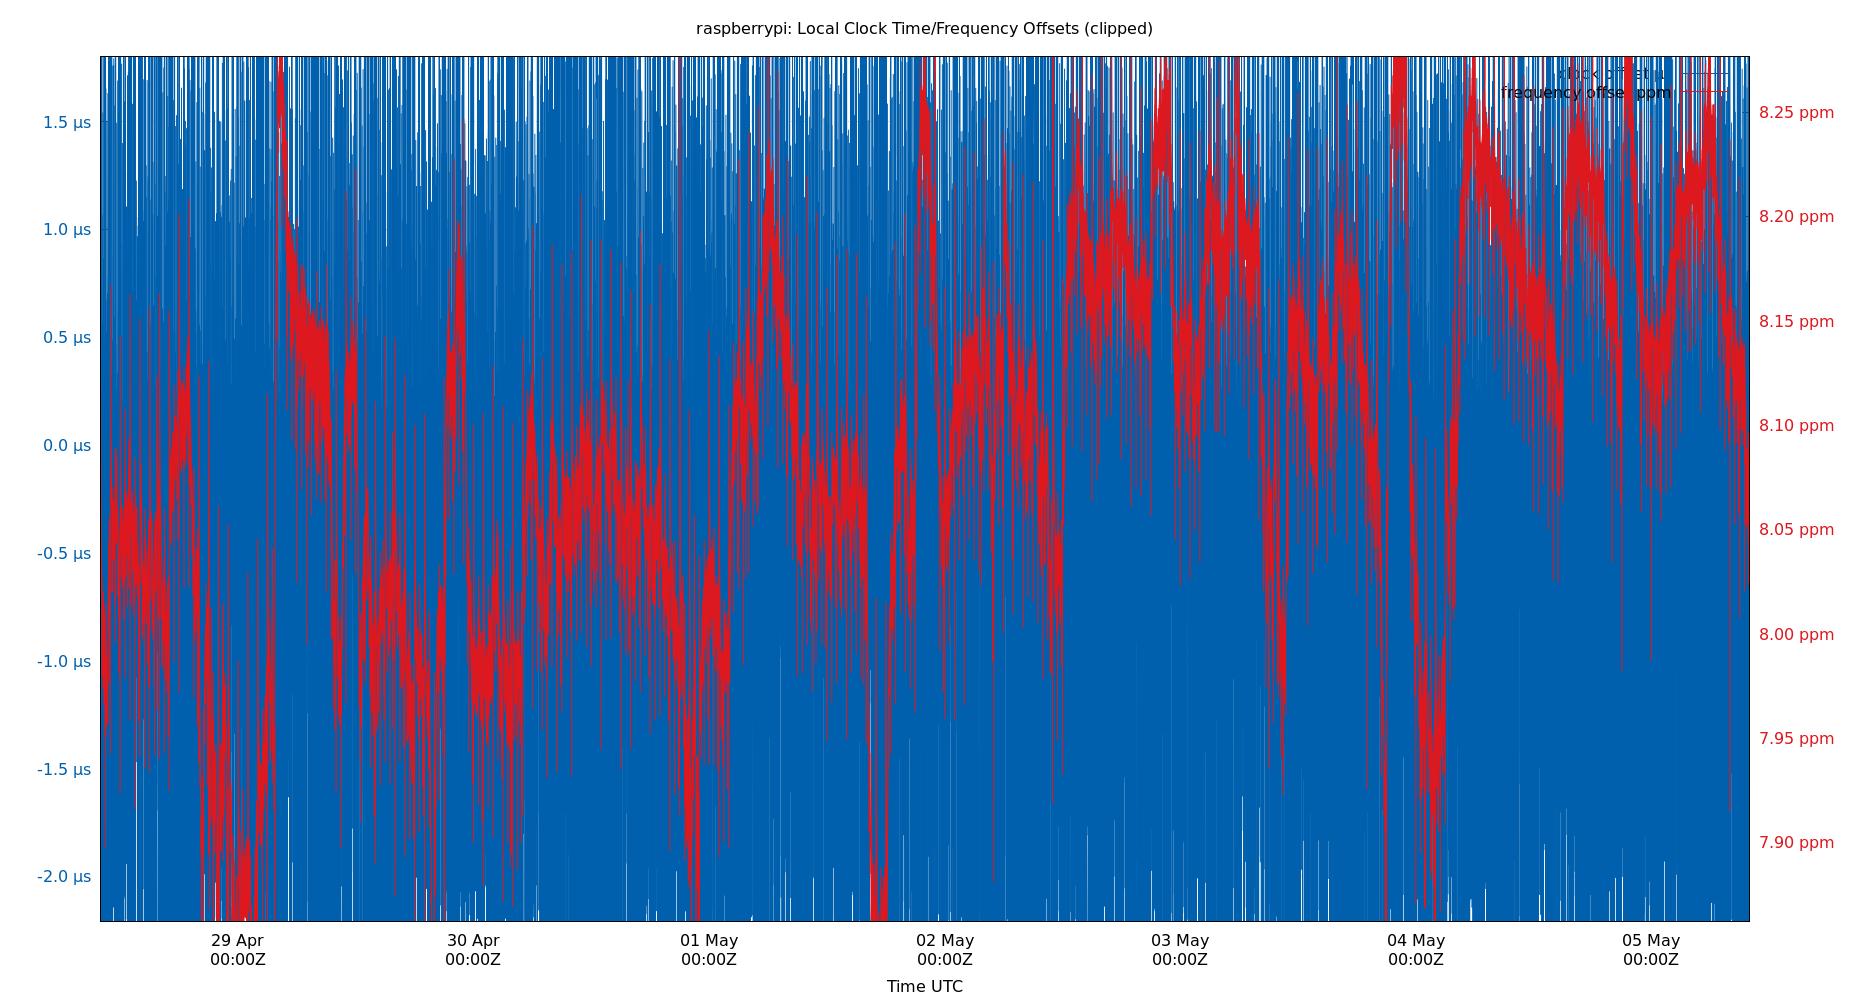 raspberrypi: Local Clock Time/Frequency Offsets (clipped)
clock offset µ
frequency offset ppm
1.5 µs
1.0 µs
0.5 µs
0.0 µs
-0.5 µs
-1.0 µs
-1.5 µs
-2.0 µs
8.25 ppm
8.20 ppm
8.15 ppm
8.10 ppm
8.05 ppm
8.00 ppm
7.95 ppm
7.90 ppm
29 Apr 30 Apr 01 May 02 May 03 May 04 May 05 May
00:00Z 00:00Z 00:00Z 00:00Z 00:00Z 00:00Z 00:00Z
Time UTC